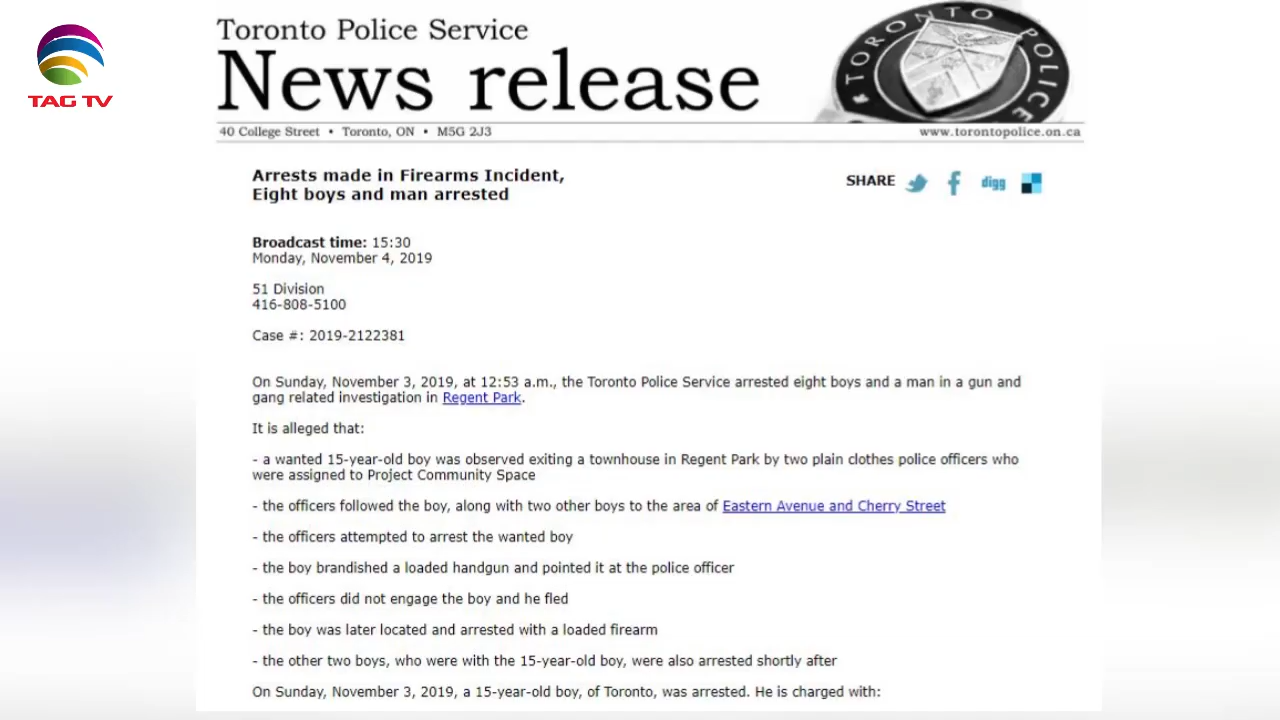 TAG TV
Toronto Police Service
News release
TORONTO POLICE
40 College Street • Toronto, ON • M5G 2J3
www.torontopolice.on.ca
Arrests made in Firearms Incident,
Eight boys and man arrested
SHARE
digg
Broadcast time: 15:30
Monday, November 4, 2019
51 Division
416-808-5100
Case #: 2019-2122381
On Sunday, November 3, 2019, at 12:53 a.m., the Toronto Police Service arrested eight boys and a man in a gun and
gang related investigation in Regent Park.
It is alleged that:
- a wanted 15-year-old boy was observed exiting a townhouse in Regent Park by two plain clothes police officers who
were assigned to Project Community Space
- the officers followed the boy, along with two other boys to the area of Eastern Avenue and Cherry Street
- the officers attempted to arrest the wanted boy
- the boy brandished a loaded handgun and pointed it at the police officer
- the officers did not engage the boy and he fled
- the boy was later located and arrested with a loaded firearm
- the other two boys, who were with the 15-year-old boy, were also arrested shortly after
On Sunday, November 3, 2019, a 15-year-old boy, of Toronto, was arrested. He is charged with: